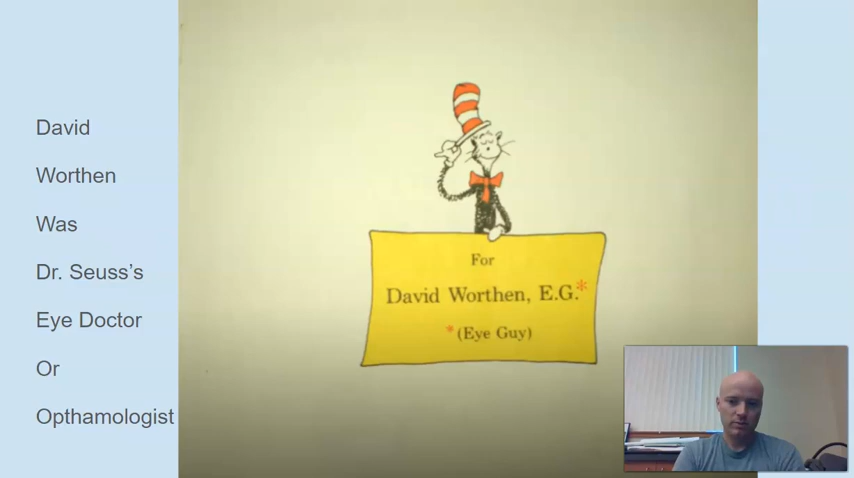 David
Worthen
Was
Dr. Seuss's
Eye Doctor
Or
Opthamologist
For
David Worthen, E.G.*
*(Eye Guy)